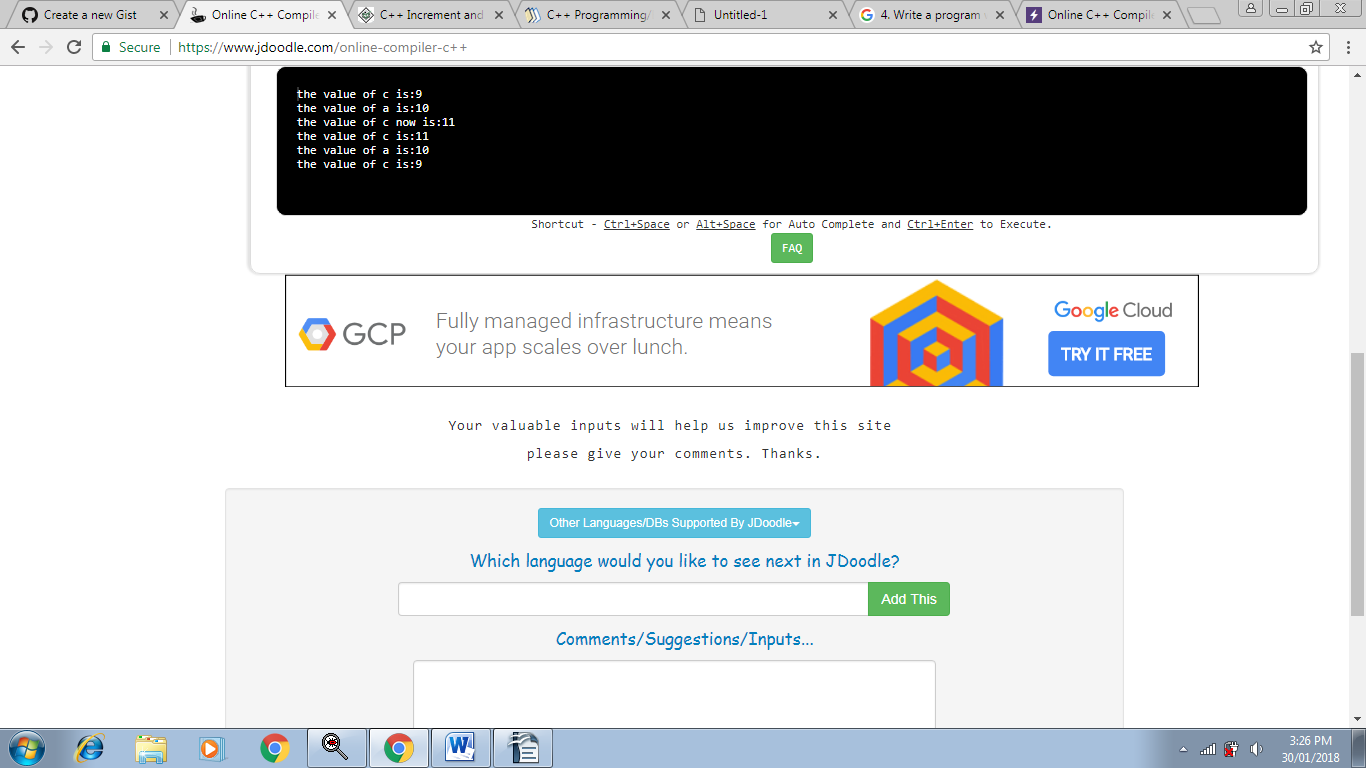 Create a new Gist
Online C++ Compile
C++ Increment and
C++ Programming/
Untitled-1
4. Write a program
Online C++ Compil
Secure
https://www.jdoodle.com/online-compiler-c++
the value of c is:9
the value of a is:10
the value of c now is:11
the value of c is:11
the value of a is:10
the value of c is:9
Shortcut - Ctrl+Space or Alt+Space for Auto Complete and Ctrl+Enter to Execute.
FAQ
GCP
Fully managed infrastructure means
your app scales over lunch.
Google Cloud
TRY IT FREE
Your valuable inputs will help us improve this site
please give your comments. Thanks.
Other Languages/DBs Supported By JDoodle
Which language would you like to see next in JDoodle?
Add This
Comments/Suggestions/Inputs...
3:26 PM
30/01/2018